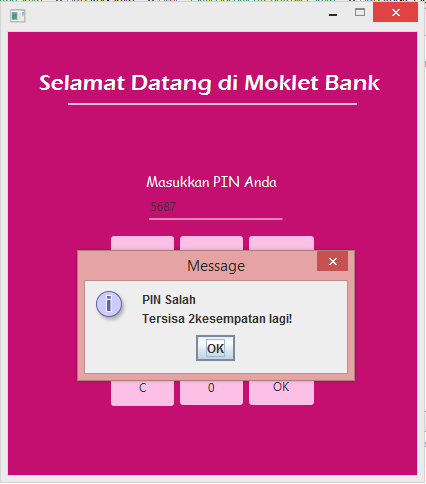 Selamat Datang di Moklet Bank
Masukkan PIN Anda
5687
Message
PIN Salah
Tersisa 2kesempatan lagi!
OK
C 0 OK